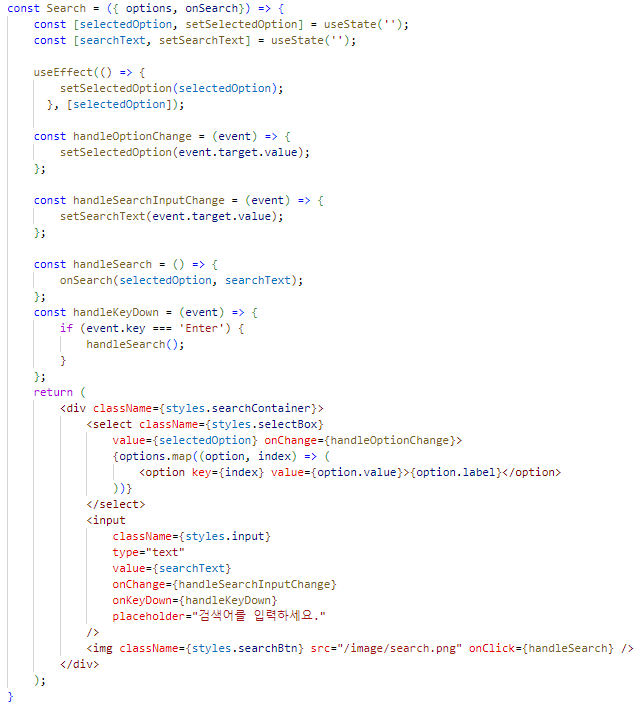 const Search = ({ options, onSearch}) => {
    const [selectedOption, setSelectedOption] = useState('');
    const [searchText, setSearchText] = useState('');

    useEffect(() => {
        setSelectedOption(selectedOption);
      }, [selectedOption]);

    const handleOptionChange = (event) => {
        setSelectedOption(event.target.value);
    };

    const handleSearchInputChange = (event) => {
        setSearchText(event.target.value);
    };

    const handleSearch = () => {
        onSearch(selectedOption, searchText);
    };
    const handleKeyDown = (event) => {
        if (event.key === 'Enter') {
            handleSearch();
        }
    };
    return (
        <div className={styles.searchContainer}>
            <select className={styles.selectBox}
                value={selectedOption} onChange={handleOptionChange}>
                {options.map((option, index) => (
                    <option key={index} value={option.value}>{option.label}</option>
                ))}
            </select>
            <input
                className={styles.input}
                type="text"
                value={searchText}
                onChange={handleSearchInputChange}
                onKeyDown={handleKeyDown}
                placeholder="검색어를 입력하세요."
            />
            <img className={styles.searchBtn} src="/image/search.png" onClick={handleSearch} />
        </div>
    );
}